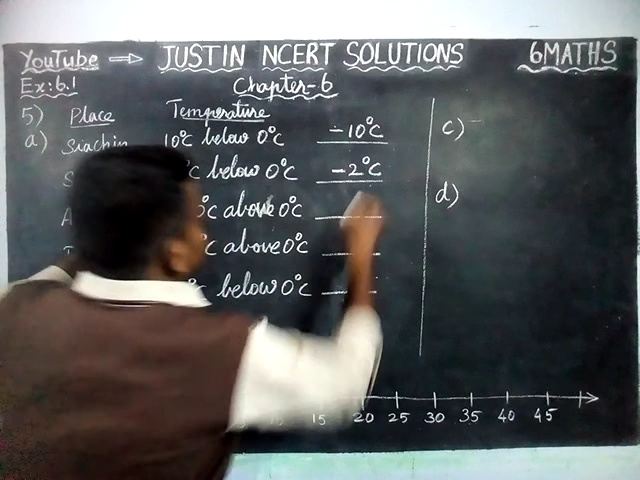 YouTube → JUSTIN NCERT SOLUTIONS 6MATHS
Ex: 6.1 Chapter-6
5) Place Temperature
a) Siachin 10°C below 0°C -10°C
°C below 0°C -2°C
°C above 0°C
°C above 0°C
°C below 0°C
c)
d)
15 20 25 30 35 40 45